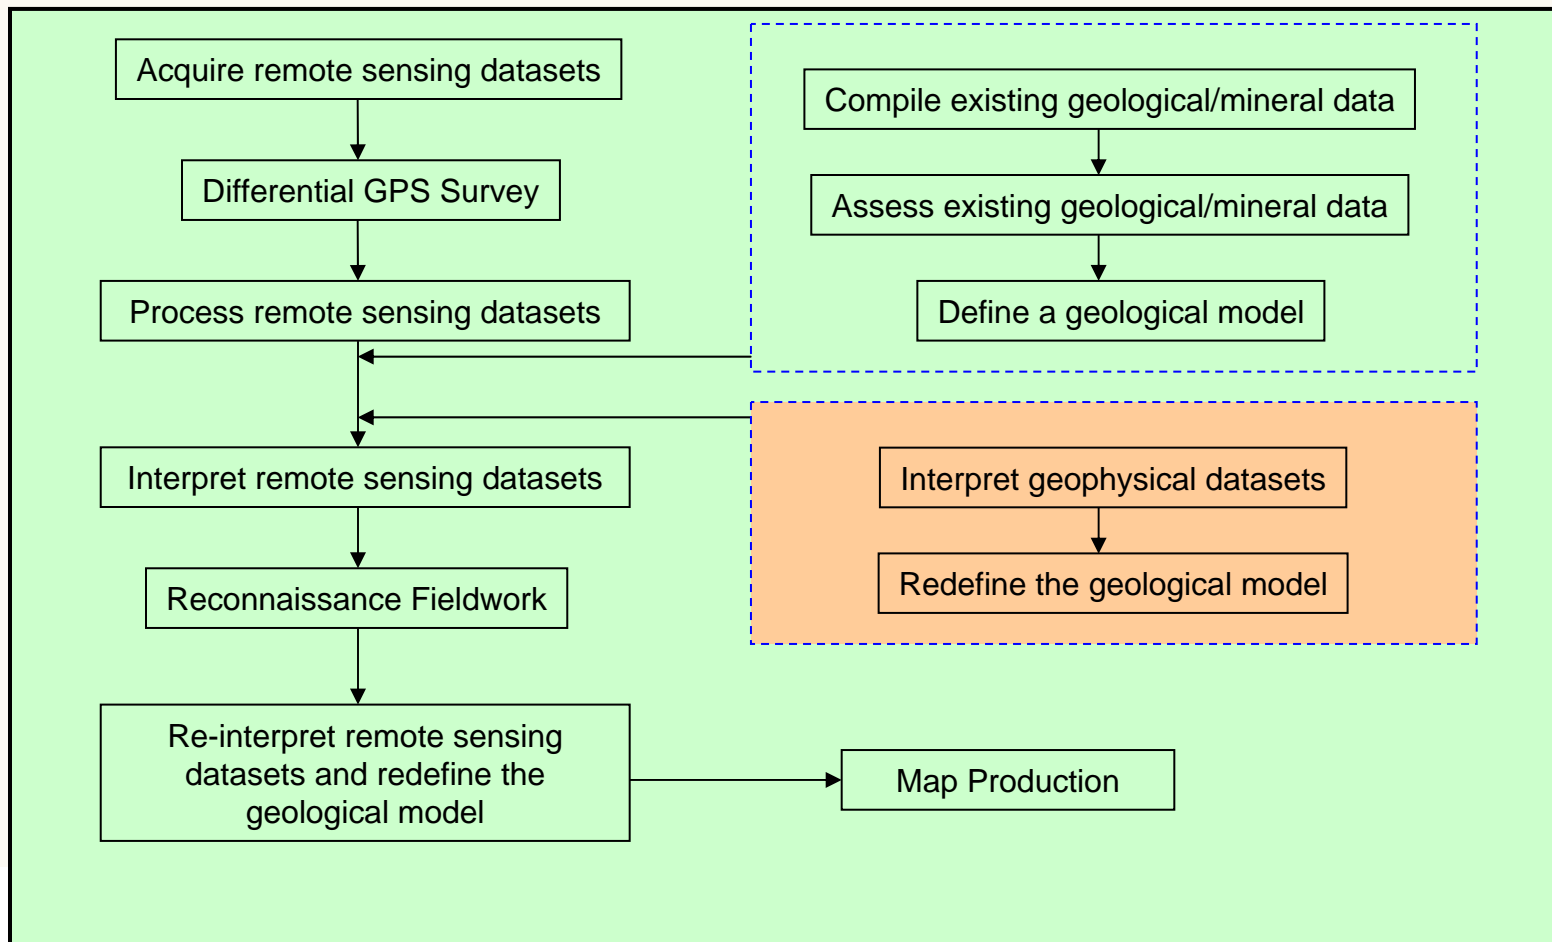 Acquire remote sensing datasets
Differential GPS Survey
Process remote sensing datasets
Interpret remote sensing datasets
Reconnaissance Fieldwork
Re-interpret remote sensing
datasets and redefine the
geological model
Compile existing geological/mineral data
Assess existing geological/mineral data
Define a geological model
Interpret geophysical datasets
Redefine the geological model
Map Production